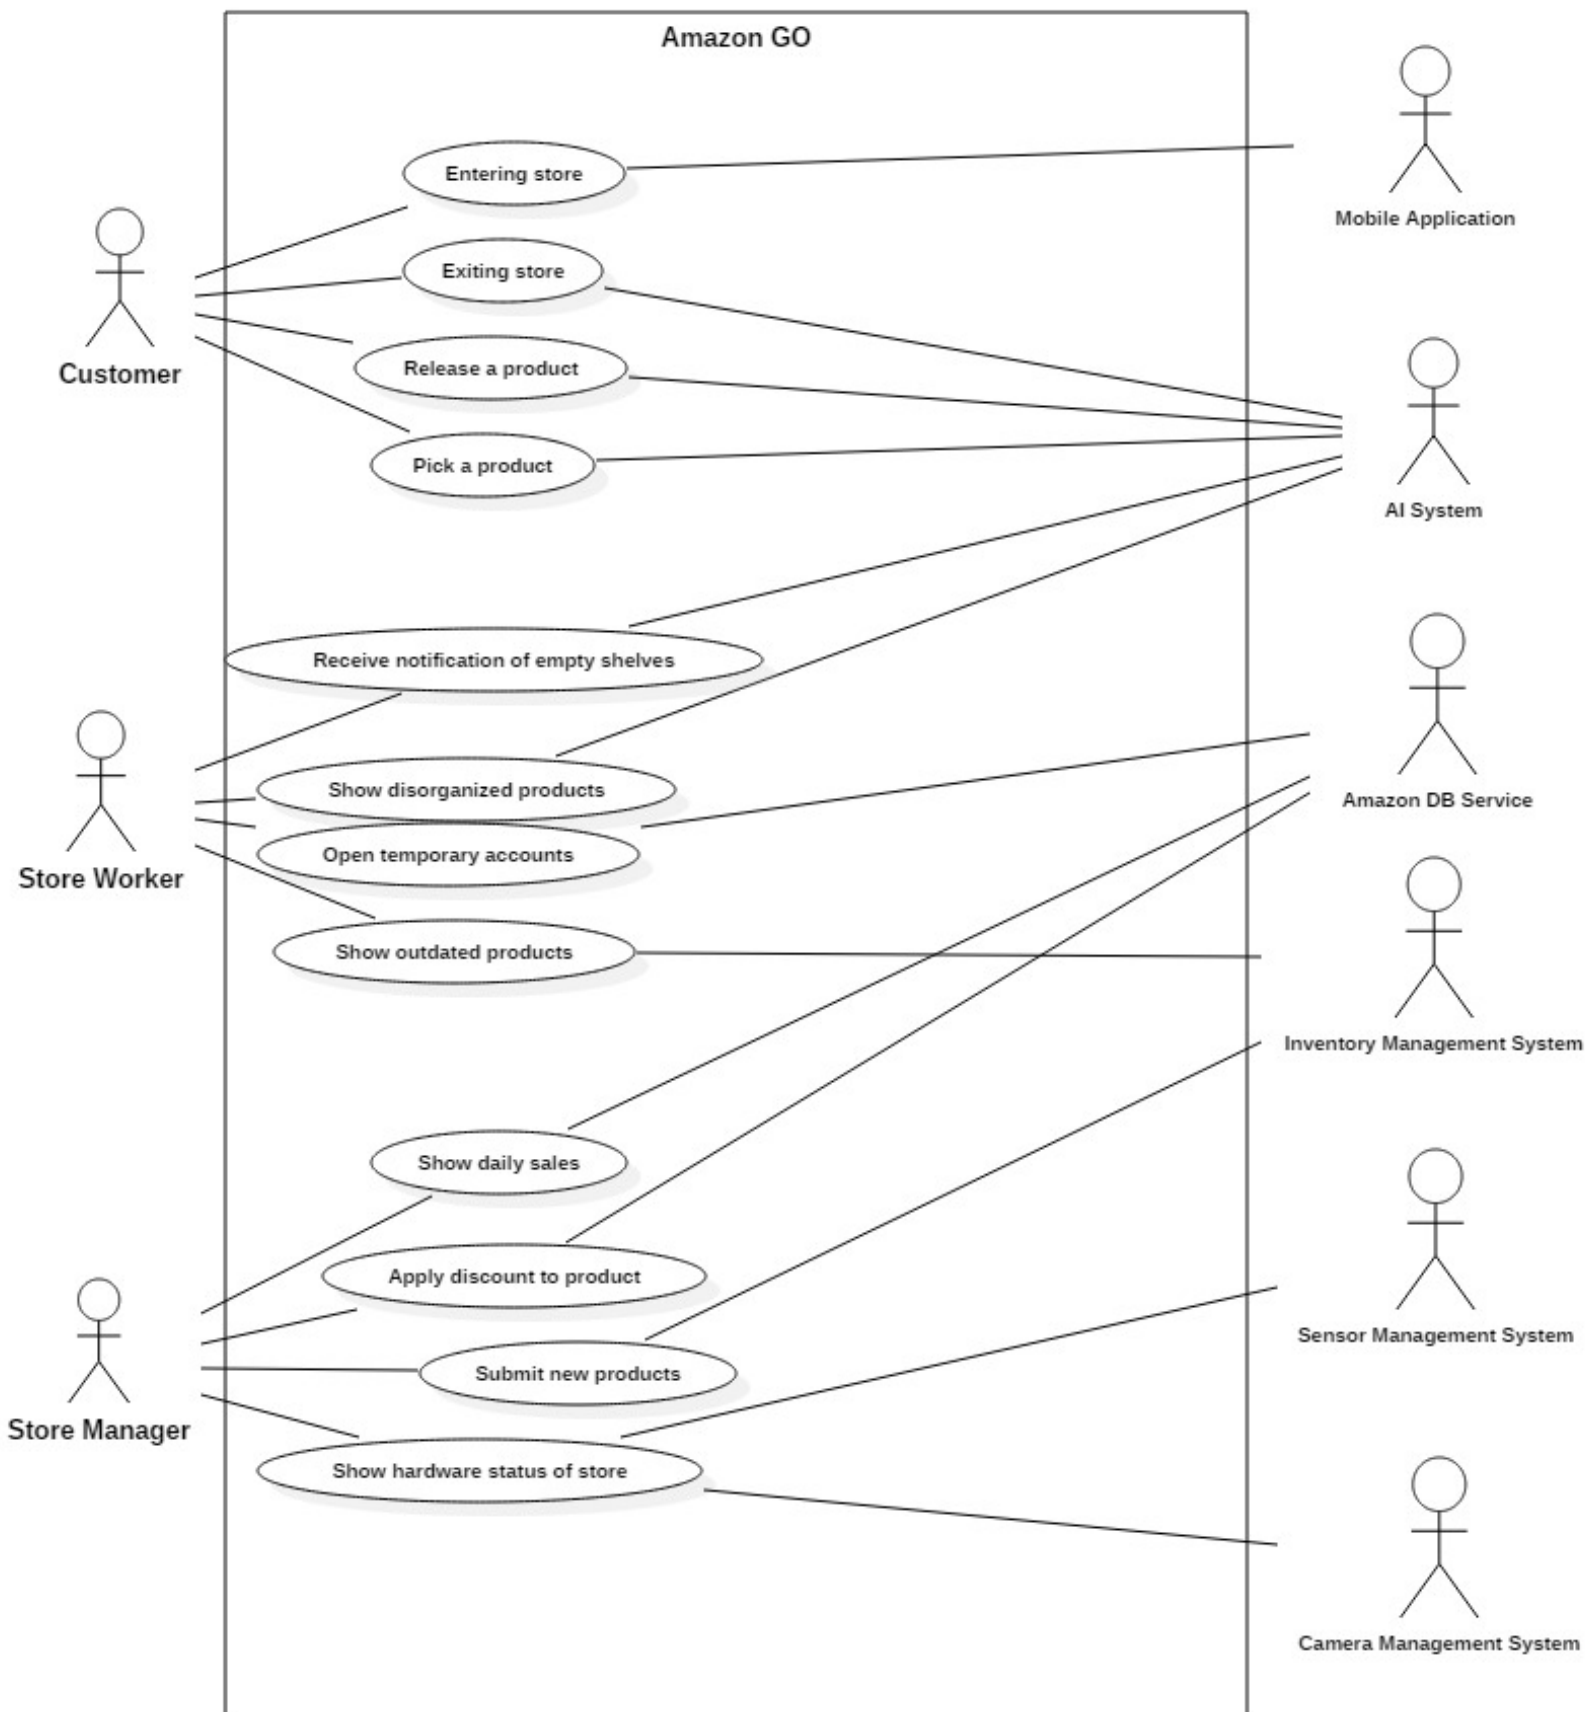 Amazon GO
Mobile Application
Entering store
Exiting store
Release a product
Pick a product
Customer
AI System
Receive notification of empty shelves
Show disorganized products
Open temporary accounts
Show outdated products
Store Worker
Amazon DB Service
Inventory Management System
Show daily sales
Apply discount to product
Submit new products
Show hardware status of store
Store Manager
Sensor Management System
Camera Management System